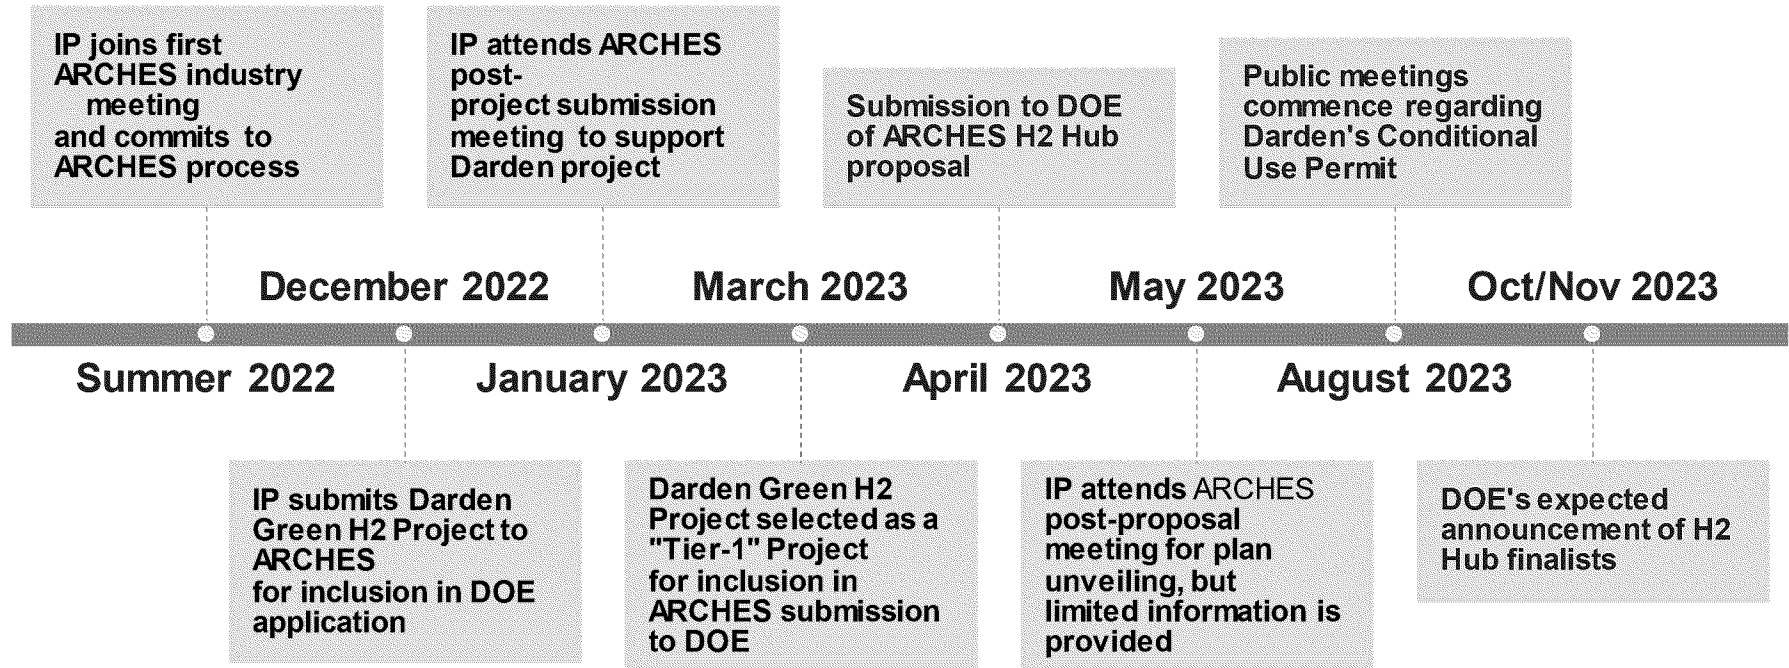 IP joins first
ARCHES industry
meeting
and commits to
ARCHES process
IP attends ARCHES
post-
project submission
meeting to support
Darden project
Submission to DOE
of ARCHES H2 Hub
proposal
Public meetings
commence regarding
Darden's Conditional
Use Permit
December 2022
March 2023
May 2023
Oct/Nov 2023
Summer 2022
January 2023
April 2023
August 2023
IP submits Darden
Green H2 Project to
ARCHES
for inclusion in DOE
application
Darden Green H2
Project selected as a
"Tier-1" Project
for inclusion in
ARCHES submission
to DOE
IP attends ARCHES
post-proposal
meeting for plan
unveiling, but
limited information is
provided
DOE's expected
announcement of H2
Hub finalists